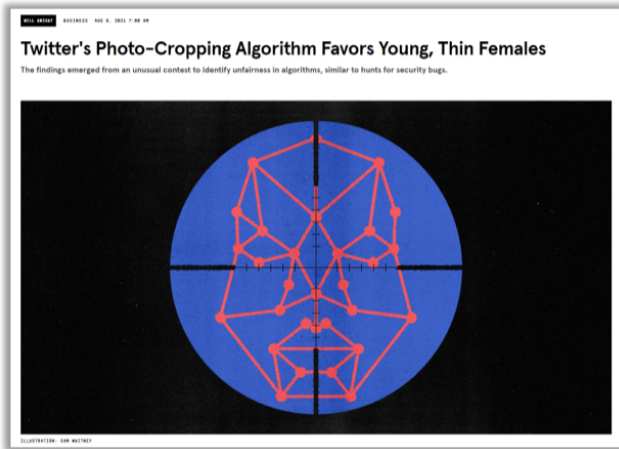 WILL KNIGHT BUSINESS AUG 9, 2021 7:00 AM
Twitter's Photo-Cropping Algorithm Favors Young, Thin Females
The findings emerged from an unusual contest to identify unfairness in algorithms, similar to hunts for security bugs.
ILLUSTRATION: SAM WHITNEY